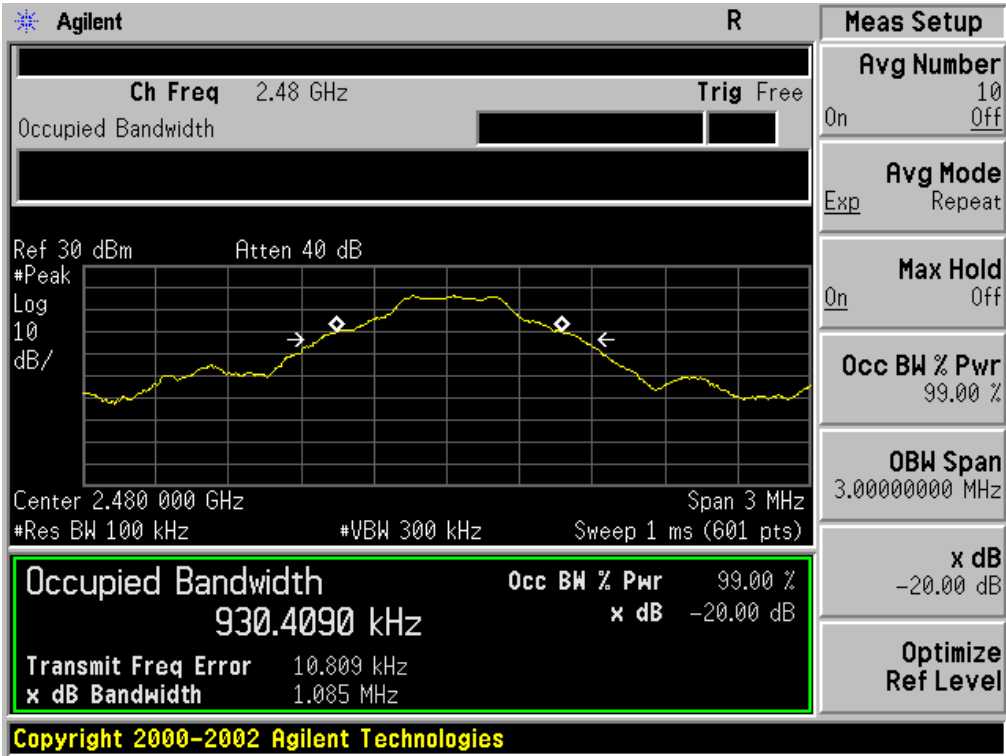 Agilent R
Ch Freq 2.48 GHz Trig Free
Occupied Bandwidth
Ref 30 dBm Atten 40 dB
#Peak
Log
10
dB/
Center 2.480 000 GHz Span 3 MHz
#Res BW 100 kHz #VBW 300 kHz Sweep 1 ms (601 pts)
Occupied Bandwidth Occ BW % Pwr 99.00 %
930.4090 kHz x dB -20.00 dB
Transmit Freq Error 10.809 kHz
x dB Bandwidth 1.085 MHz
Copyright 2000-2002 Agilent Technologies
Meas Setup
Avg Number
10
On Off
Avg Mode
Exp Repeat
Max Hold
On Off
Occ BW % Pwr
99.00 %
OBW Span
3.00000000 MHz
x dB
-20.00 dB
Optimize
Ref Level